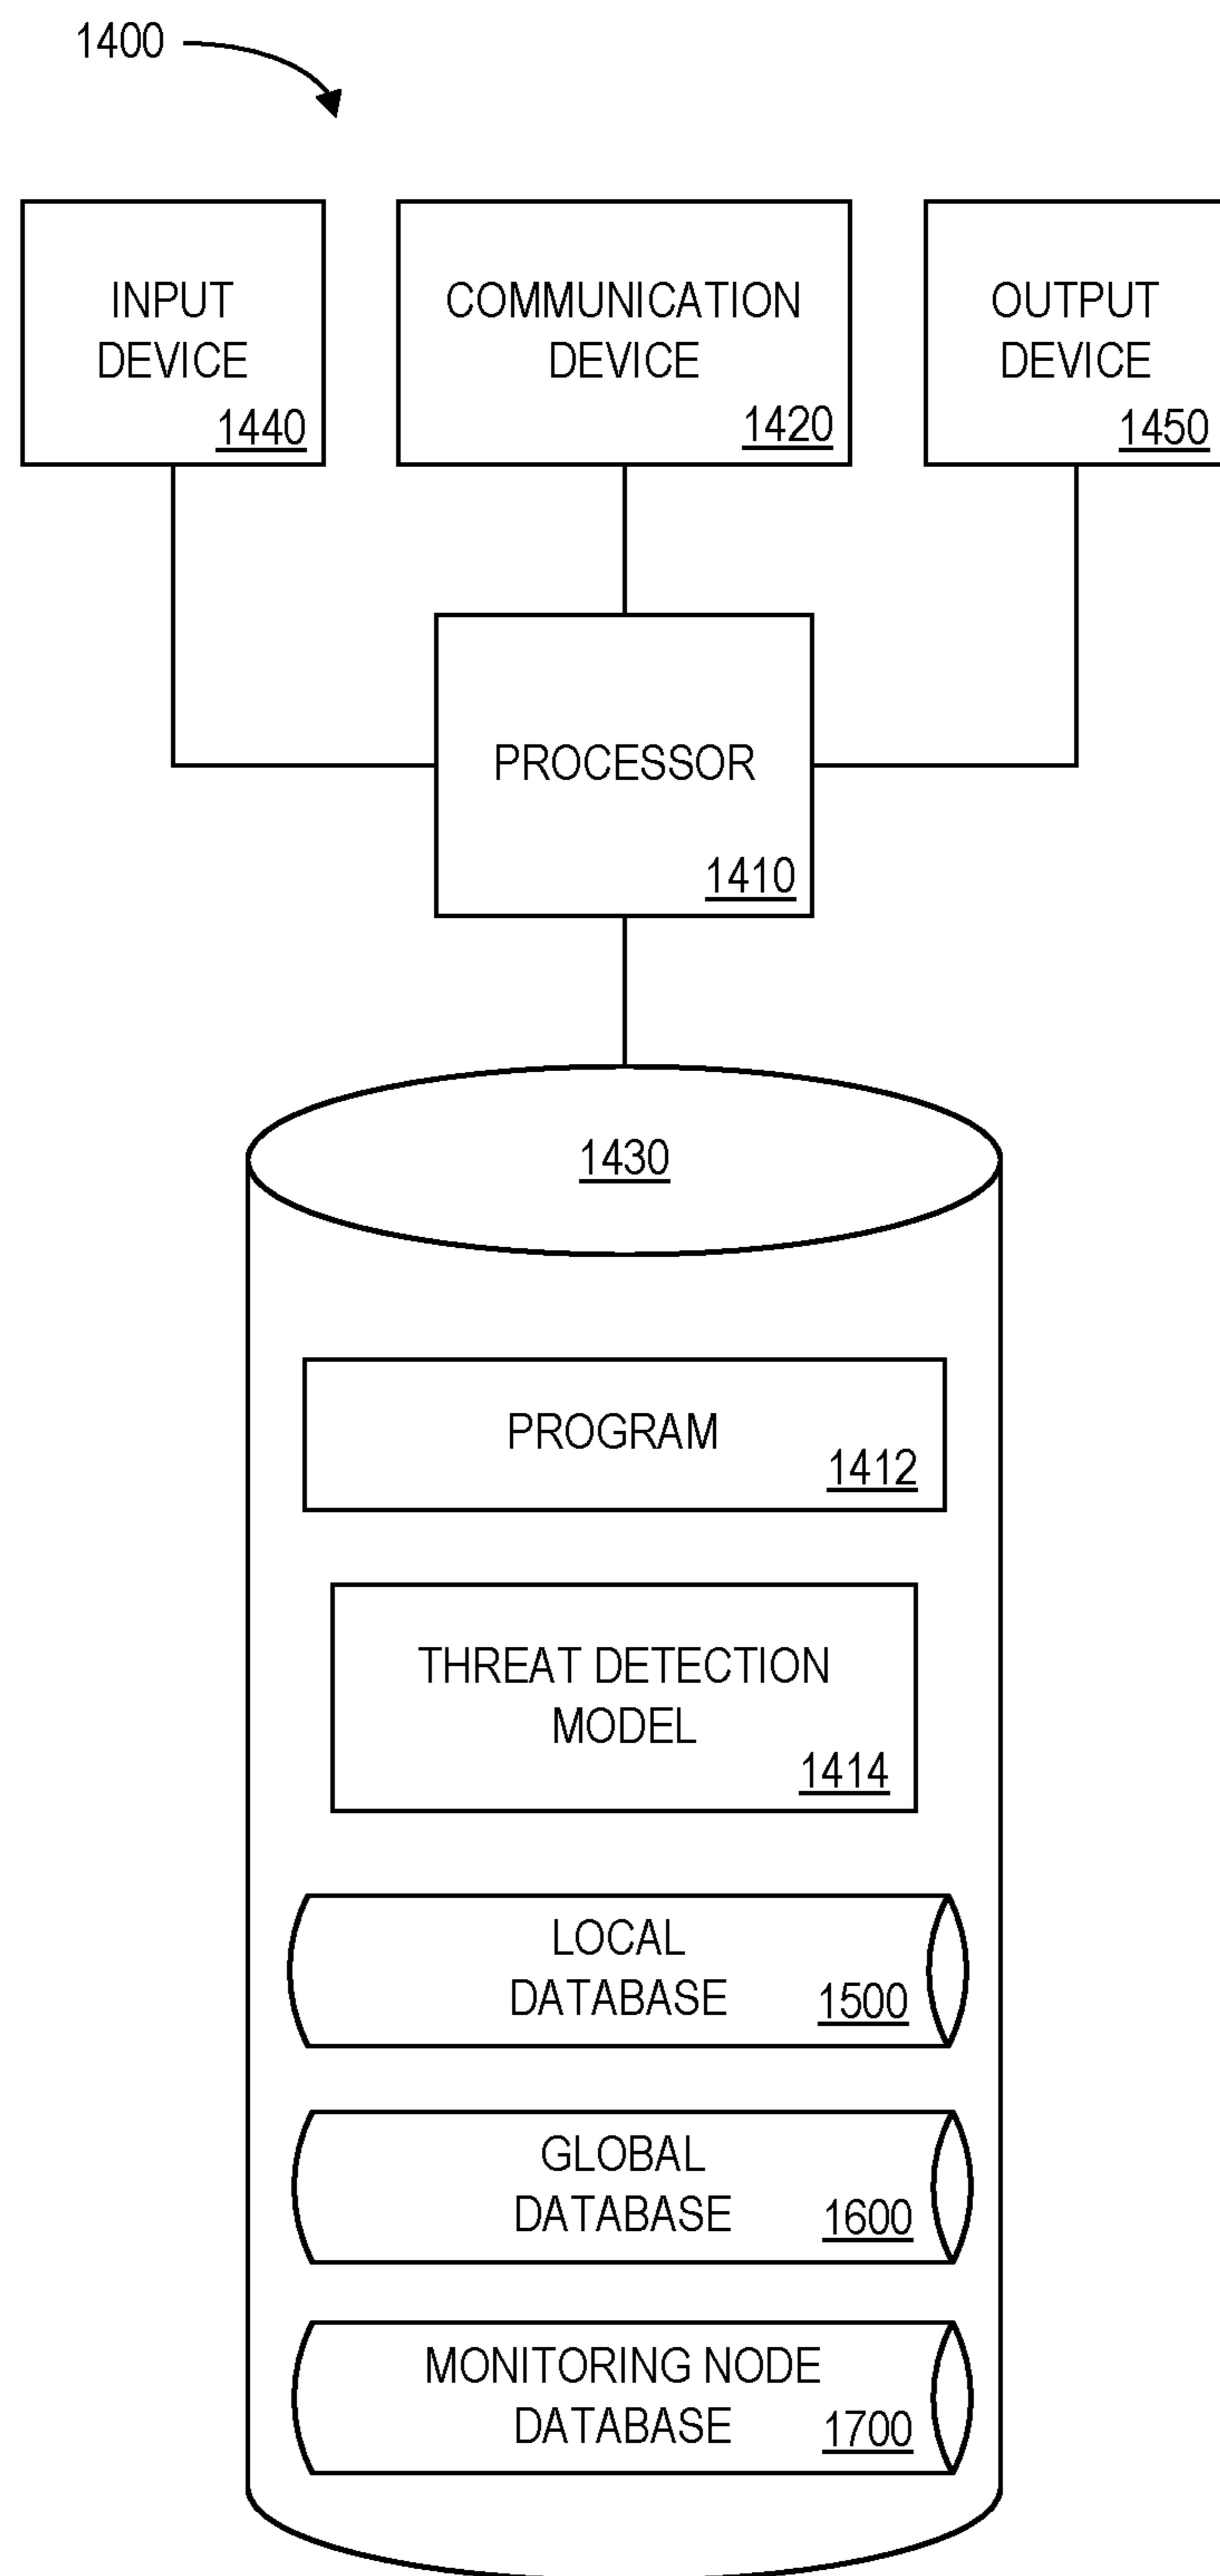 1400
INPUT
DEVICE
1440
COMMUNICATION
DEVICE
1420
OUTPUT
DEVICE
1450
PROCESSOR
1410
1430
PROGRAM
1412
THREAT DETECTION
MODEL
1414
LOCAL
DATABASE
1500
GLOBAL
DATABASE
1600
MONITORING NODE
DATABASE
1700